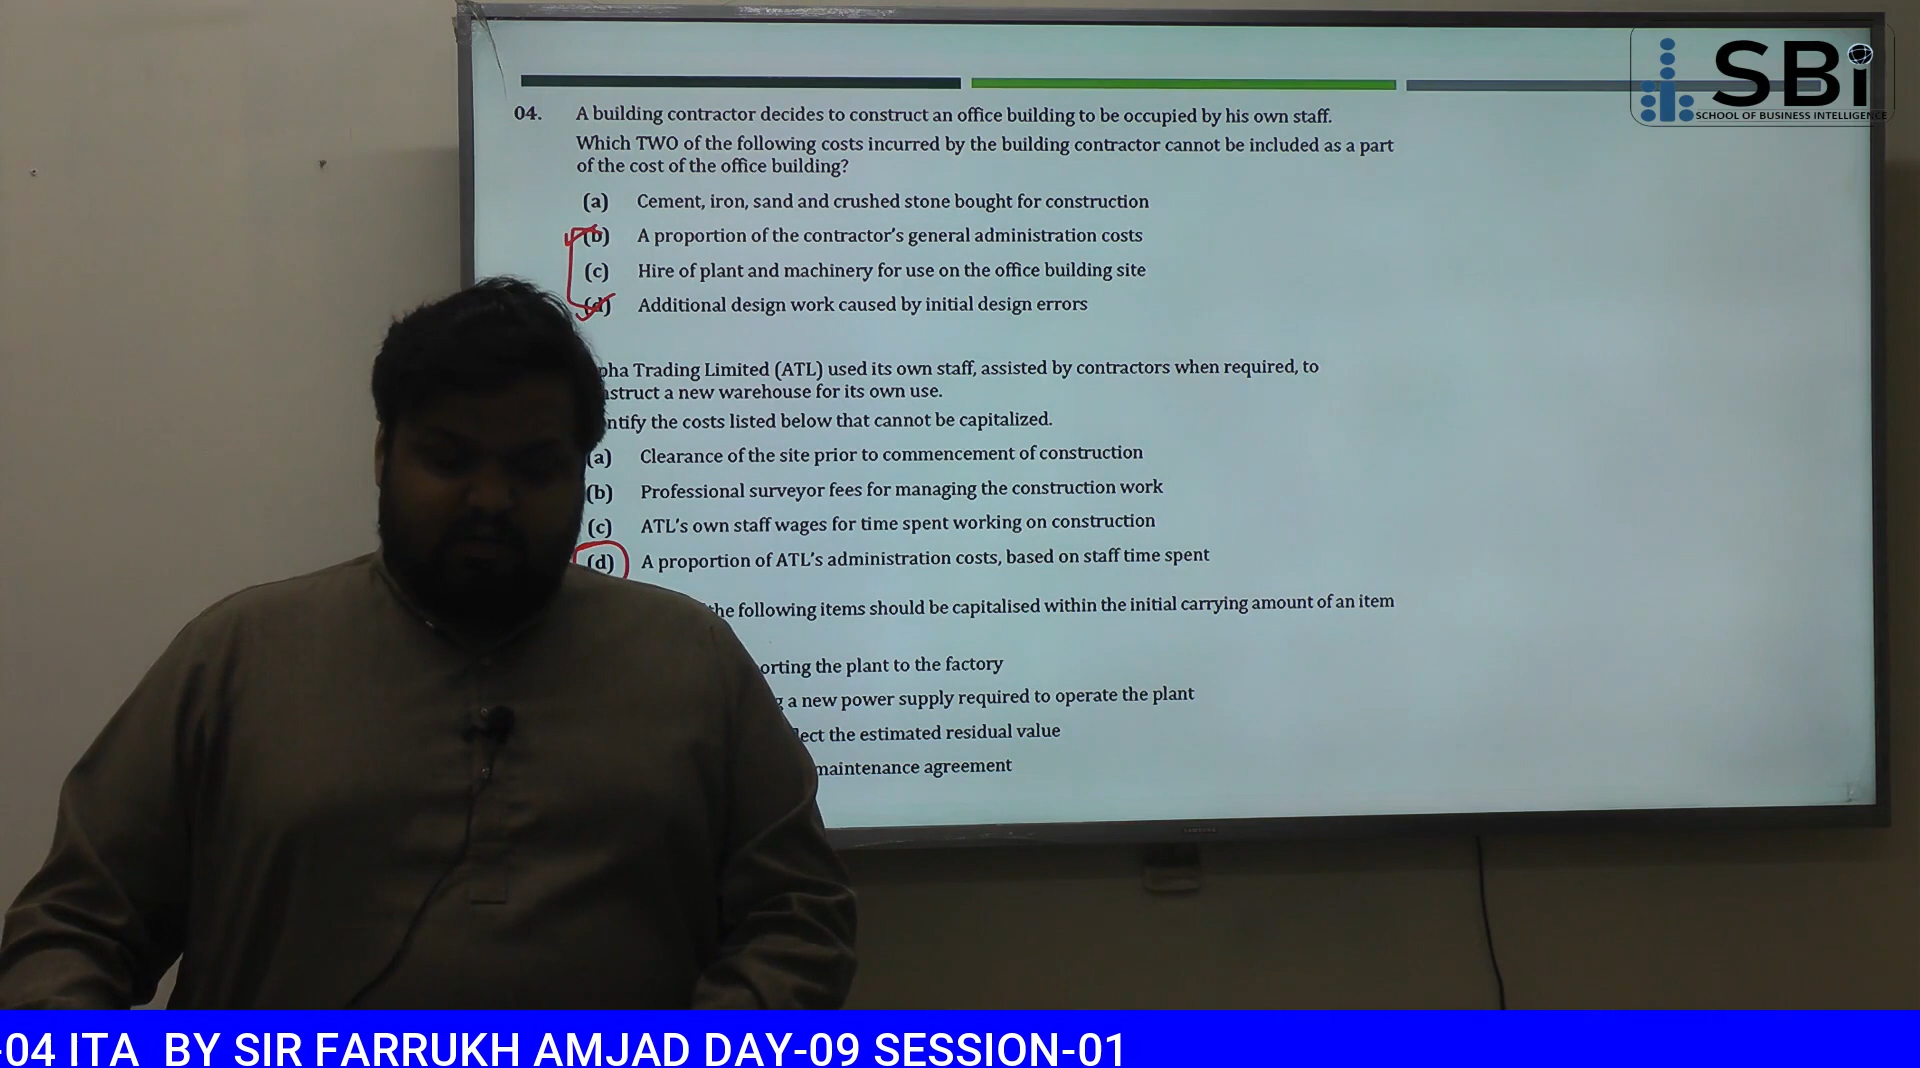 SBi
SCHOOL OF BUSINESS INTELLIGENCE
04. A building contractor decides to construct an office building to be occupied by his own staff.
Which TWO of the following costs incurred by the building contractor cannot be included as a part
of the cost of the office building?
(a) Cement, iron, sand and crushed stone bought for construction
(b) A proportion of the contractor's general administration costs
(c) Hire of plant and machinery for use on the office building site
(d) Additional design work caused by initial design errors
Trading Limited (ATL) used its own staff, assisted by contractors when required, to
a new warehouse for its own use.
the costs listed below that cannot be capitalized.
(a) Clearance of the site prior to commencement of construction
(b) Professional surveyor fees for managing the construction work
(c) ATL's own staff wages for time spent working on construction
(d) A proportion of ATL's administration costs, based on staff time spent
the following items should be capitalised within the initial carrying amount of an item
the plant to the factory
a new power supply required to operate the plant
the estimated residual value
maintenance agreement
SAMSUNG
-04 ITA BY SIR FARRUKH AMJAD DAY-09 SESSION-01